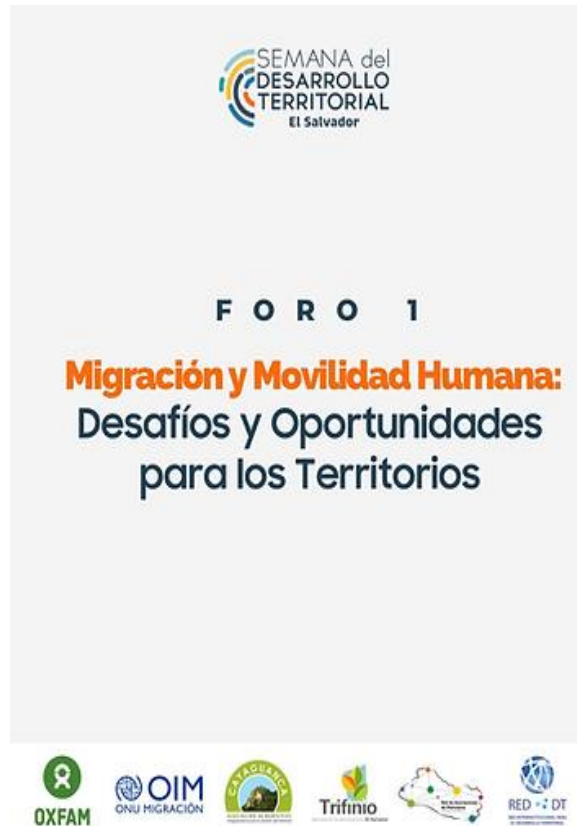 SEMANA del
DESARROLLO
TERRITORIAL
El Salvador
FORO 1
Migración y Movilidad Humana:
Desafíos y Oportunidades
para los Territorios
OXFAM
OIM
ONU MIGRACIÓN
CAYAGUANCA
Trifinio
RED DT